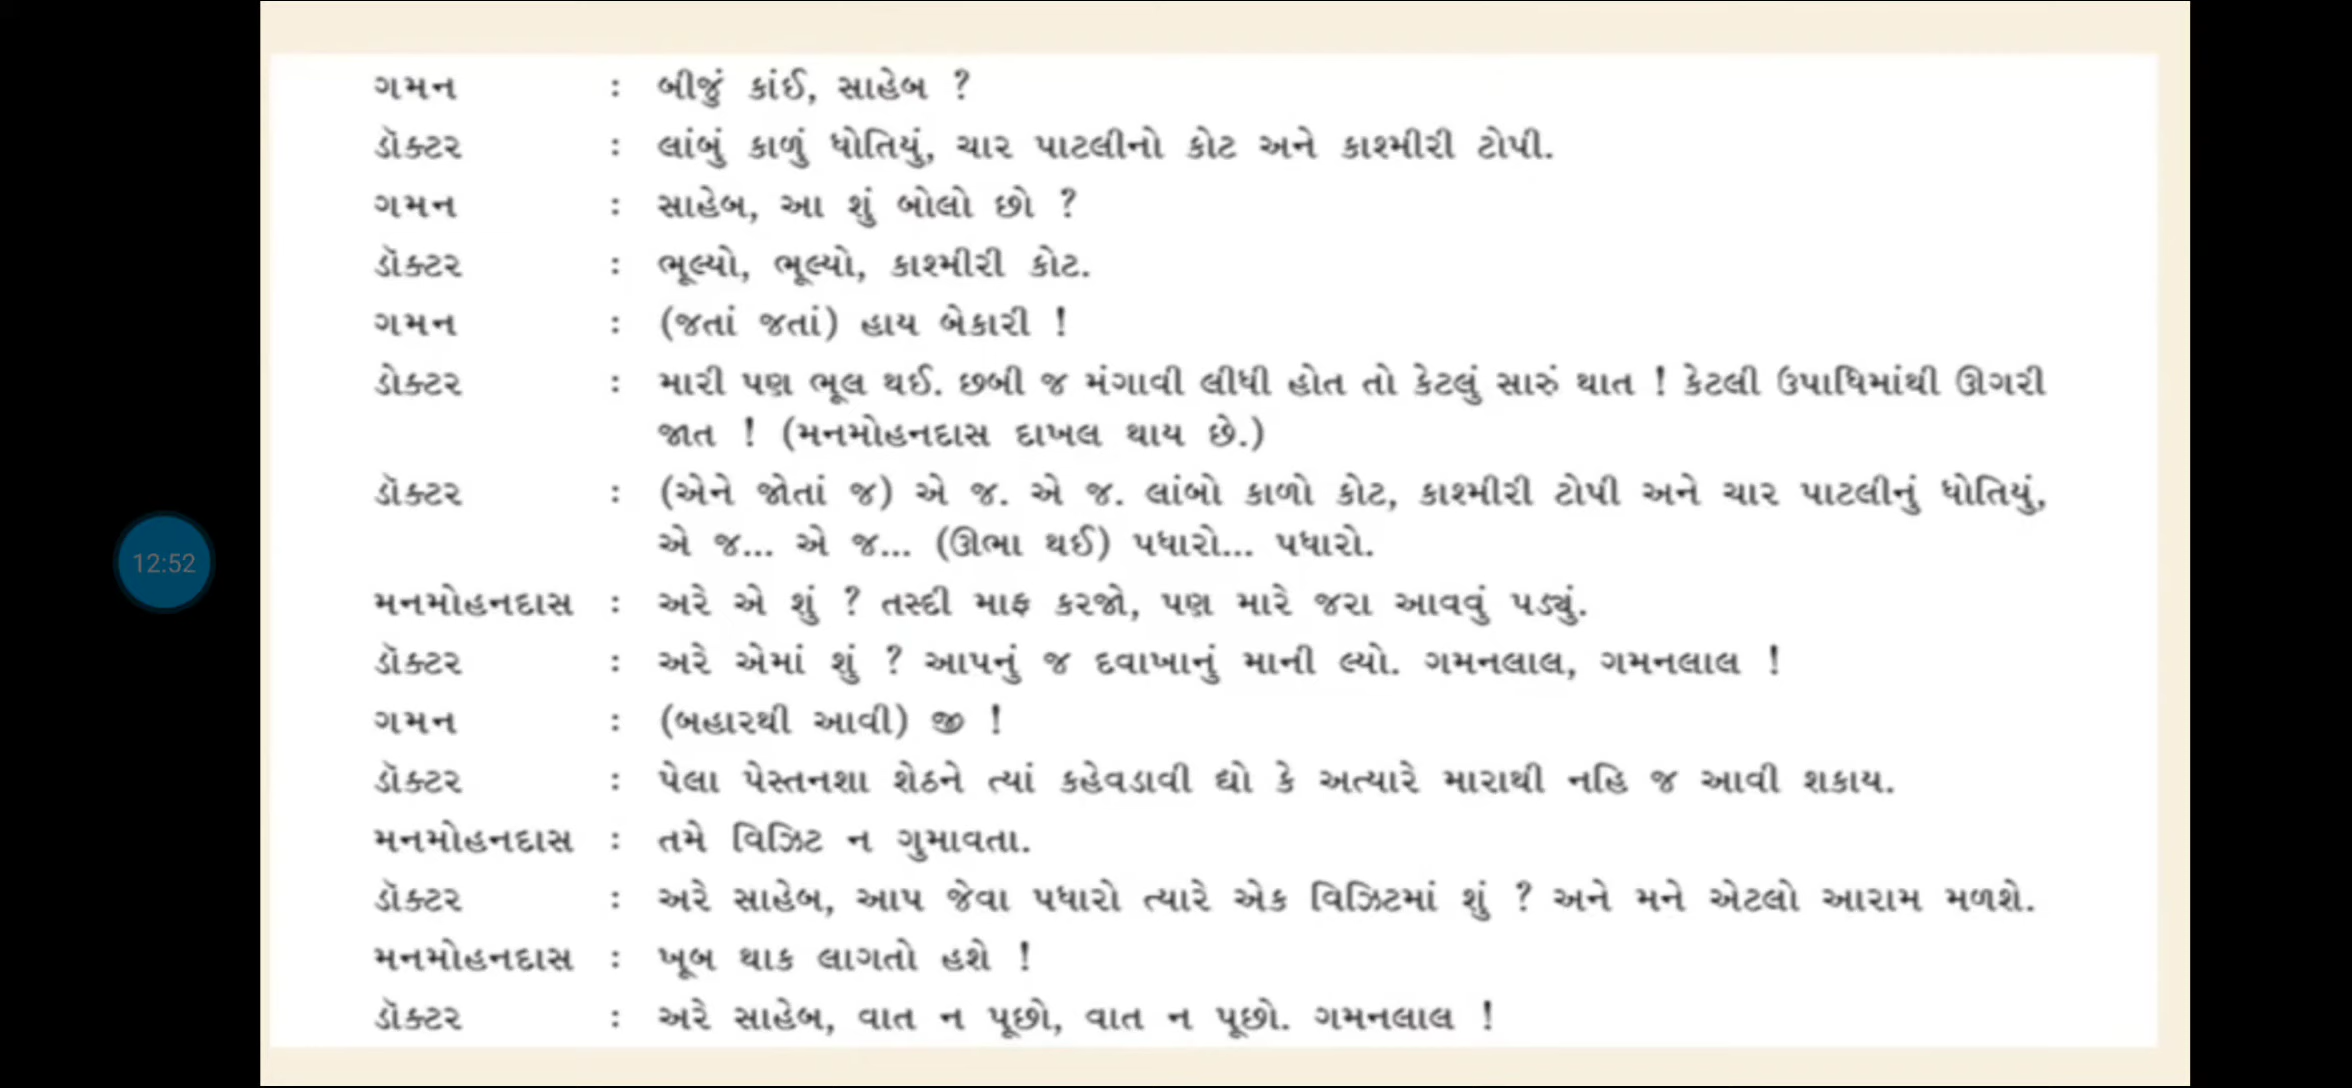 ગમન : બીજું કાંઈ, સાહેબ ?
ડૉક્ટર : લાંબું કાળું ધોતિયું, ચાર પાટલીનો કોટ અને કાશ્મીરી ટોપી.
ગમન : સાહેબ, આ શું બોલો છો ?
ડૉક્ટર : ભૂલ્યો, ભૂલ્યો, કાશ્મીરી કોટ.
ગમન : (જતાં જતાં) હાય બેકારી !
ડોક્ટર : મારી પણ ભૂલ થઈ. છબી જ મંગાવી લીધી હોત તો કેટલું સારું થાત ! કેટલી ઉપાધિમાંથી ઊગરી
જાત ! (મનમોહનદાસ દાખલ થાય છે.)
ડૉક્ટર : (એને જોતાં જ) એ જ. એ જ. લાંબો કાળો કોટ, કાશ્મીરી ટોપી અને ચાર પાટલીનું ધોતિયું,
એ જ... એ જ... (ઊભા થઈ) પધારો... પધારો.
12:52
મનમોહનદાસ : અરે એ શું ? તસ્દી માફ કરજો, પણ મારે જરા આવવું પડ્યું.
ડૉક્ટર : અરે એમાં શું ? આપનું જ દવાખાનું માની લ્યો. ગમનલાલ, ગમનલાલ !
ગમન : (બહારથી આવી) જી !
ડૉક્ટર : પેલા પેસ્તનશા શેઠને ત્યાં કહેવડાવી દ્યો કે અત્યારે મારાથી નહિ જ આવી શકાય.
મનમોહનદાસ : તમે વિઝિટ ન ગુમાવતા.
ડૉક્ટર : અરે સાહેબ, આપ જેવા પધારો ત્યારે એક વિઝિટમાં શું ? અને મને એટલો આરામ મળશે.
મનમોહનદાસ : ખૂબ થાક લાગતો હશે !
ડૉક્ટર : અરે સાહેબ, વાત ન પૂછો, વાત ન પૂછો. ગમનલાલ !